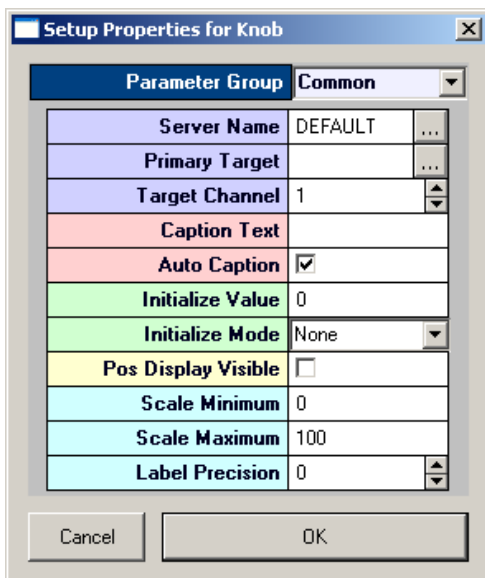 Setup Properties for Knob
Parameter Group Common
Server Name DEFAULT ...
Primary Target ...
Target Channel 1
Caption Text
Auto Caption
Initialize Value 0
Initialize Mode None
Pos Display Visible
Scale Minimum 0
Scale Maximum 100
Label Precision 0
Cancel OK